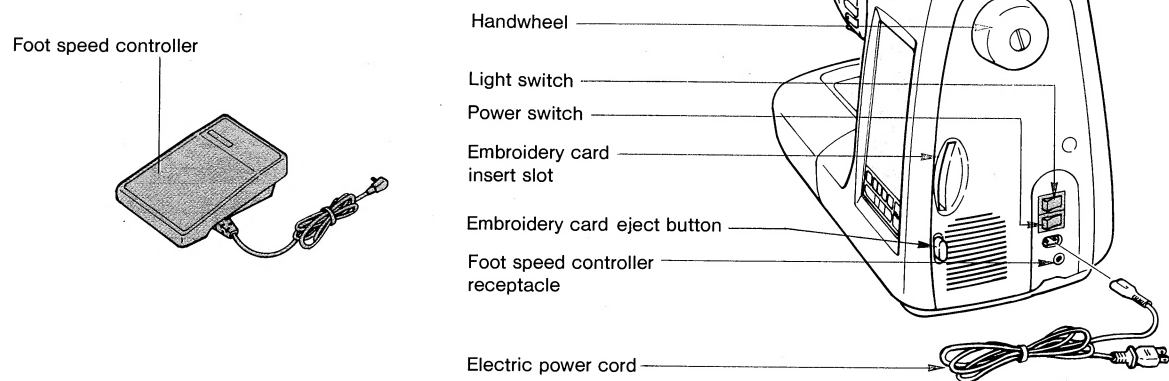 Foot speed controller
Handwheel
Light switch
Power switch
Embroidery card
insert slot
Embroidery card eject button
Foot speed controller
receptacle
Electric power cord